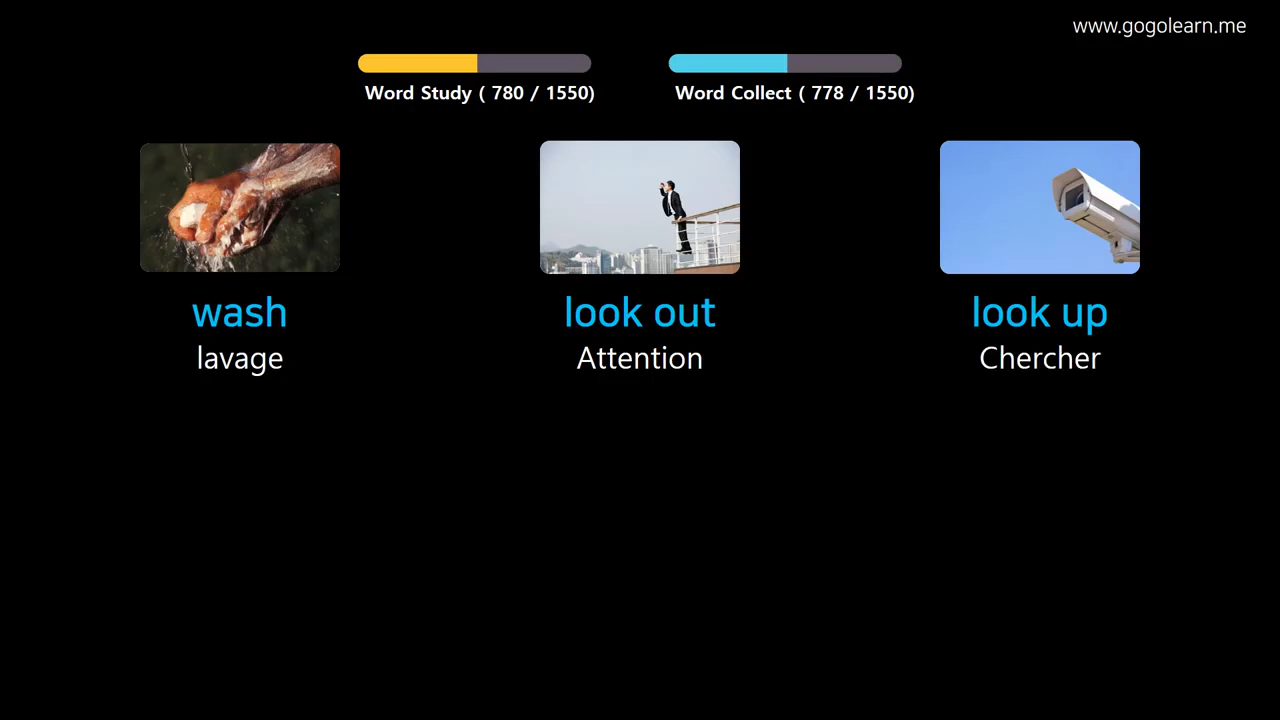 www.gogolearn.me
Word Study ( 780 / 1550)
Word Collect ( 778 / 1550)
wash
look out
look up
lavage
Attention
Chercher